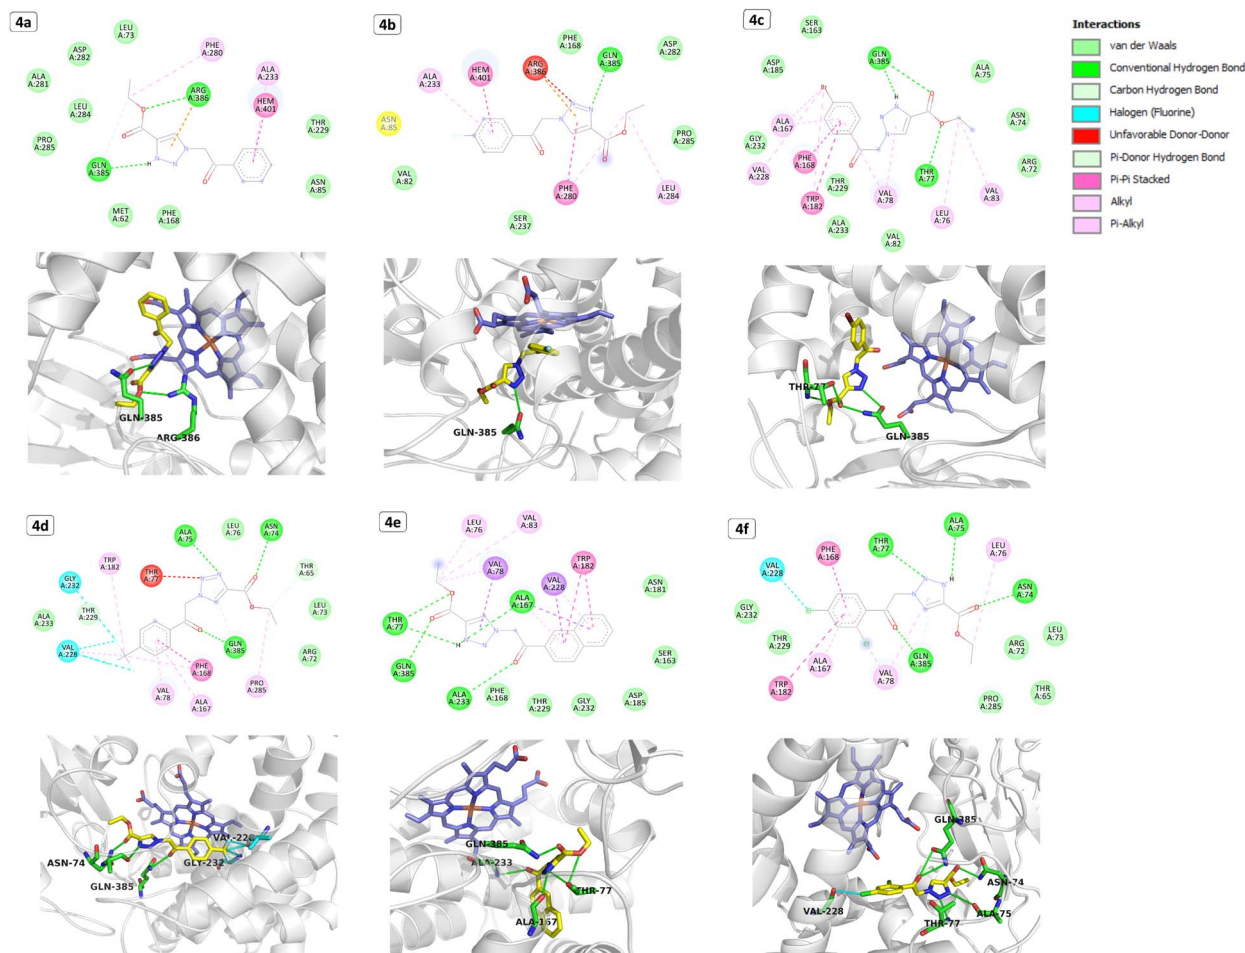 4a
LEU
A:73
ASP
A:282
PHE
A:280
ALA
A:281
ALA
A:233
ARG
A:386
HEM
A:401
LEU
A:284
PRO
A:285
THR
A:229
GLN
A:385
ASN
A:85
MET
A:62
PHE
A:168
GLN-385
ARG-386
4b
PHE
A:168
GLN
A:385
ASP
A:282
ARG
A:386
HEM
A:401
ALA
A:233
ASN
A:85
PRO
A:285
VAL
A:82
PHE
A:280
LEU
A:284
SER
A:237
GLN-385
4c
SER
A:163
GLN
A:385
ASP
A:185
ALA
A:75
Br
H
ALA
A:167
ASN
A:74
GLY
A:232
PHE
A:168
ARG
A:72
VAL
A:228
THR
A:229
THR
A:77
TRP
A:182
VAL
A:78
VAL
A:83
LEU
A:76
ALA
A:233
VAL
A:82
THR-77
GLN-385
Interactions
van der Waals
Conventional Hydrogen Bond
Carbon Hydrogen Bond
Halogen (Fluorine)
Unfavorable Donor-Donor
Pi-Donor Hydrogen Bond
Pi-Pi Stacked
Alkyl
Pi-Alkyl
4d
ALA
A:75
LEU
A:76
ASN
A:74
TRP
A:182
THR
A:77
THR
A:65
GLY
A:232
ALA
A:233
THR
A:229
LEU
A:73
VAL
A:228
GLN
A:385
ARG
A:72
PHE
A:168
PRO
A:285
VAL
A:78
ALA
A:167
VAL-228
ASN-74
GLY-232
GLN-385
4e
LEU
A:76
VAL
A:83
VAL
A:78
VAL
A:228
TRP
A:182
ASN
A:181
ALA
A:167
THR
A:77
GLN
A:385
SER
A:163
ALA
A:233
PHE
A:168
THR
A:229
GLY
A:232
ASP
A:185
GLN-385
ALA-233
THR-77
ALA-167
4f
ALA
A:75
THR
A:77
PHE
A:168
LEU
A:76
VAL
A:228
ASN
A:74
GLY
A:232
THR
A:229
LEU
A:73
ARG
A:72
ALA
A:167
GLN
A:385
VAL
A:78
TRP
A:182
THR
A:65
PRO
A:285
GLN-385
ASN-74
VAL-228
ALA-75
THR-77